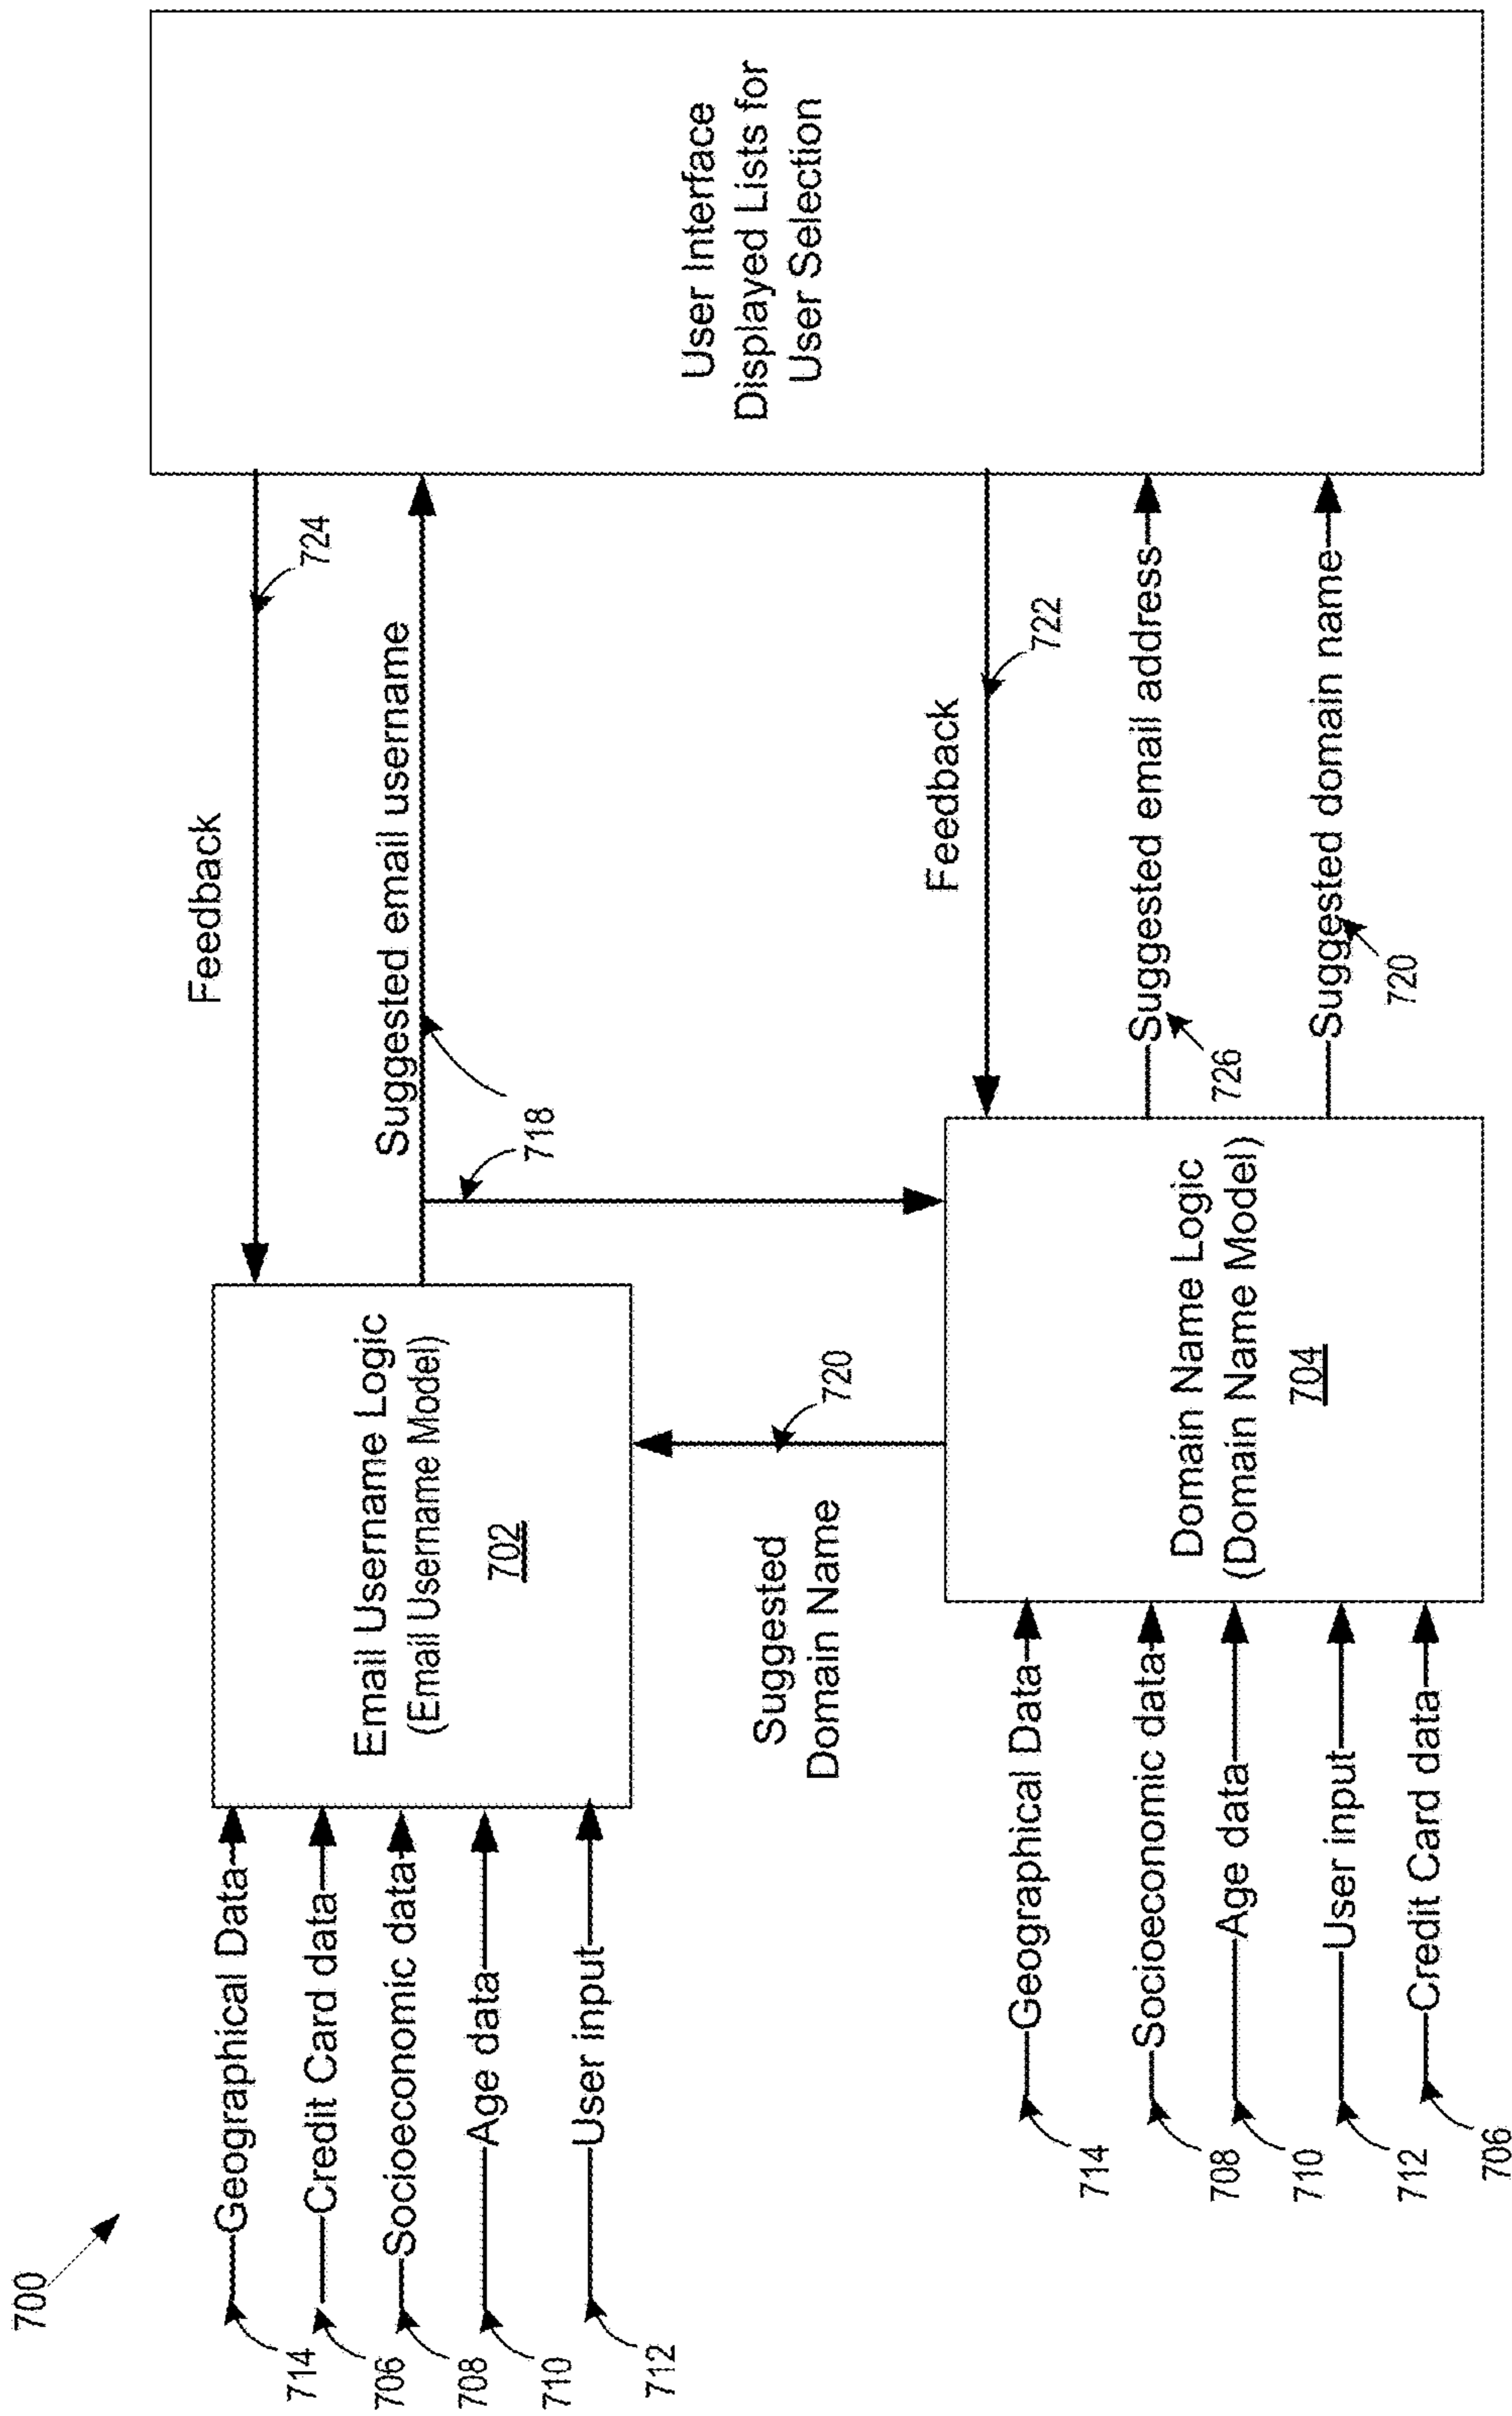 700
714
Geographical Data
706
Credit Card data
708
Socioeconomic data
710
Age data
712
User input
Email Username Logic
(Email Username Model)
702
Feedback
724
Suggested email username
718
Suggested
Domain Name
720
714
Geographical Data
708
Socioeconomic data
710
Age data
712
User input
706
Credit Card data
Domain Name Logic
(Domain Name Model)
704
Feedback
722
Suggested email address
726
Suggested domain name
720
User Interface
Displayed Lists for
User Selection